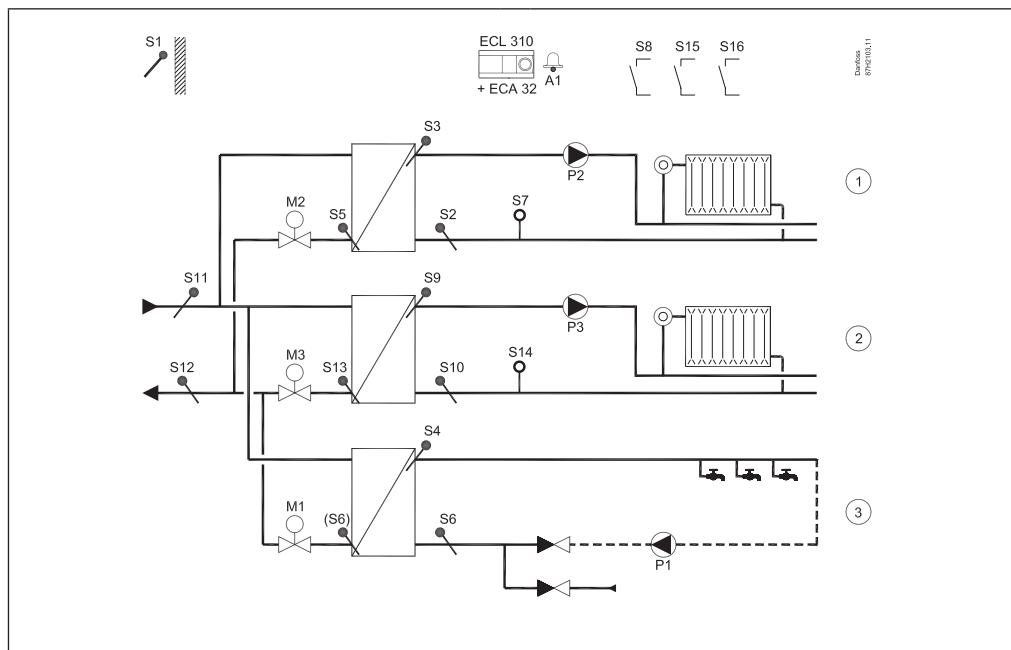 S1
ECL 310
A1
+ ECA 32
S8 S15 S16
Danfoss
87H2103.11
S3
P2
1
M2
S5
S2
S7
S11
S9
P3
2
S12
M3
S13
S10
S14
S4
M1
(S6)
S6
3
P1